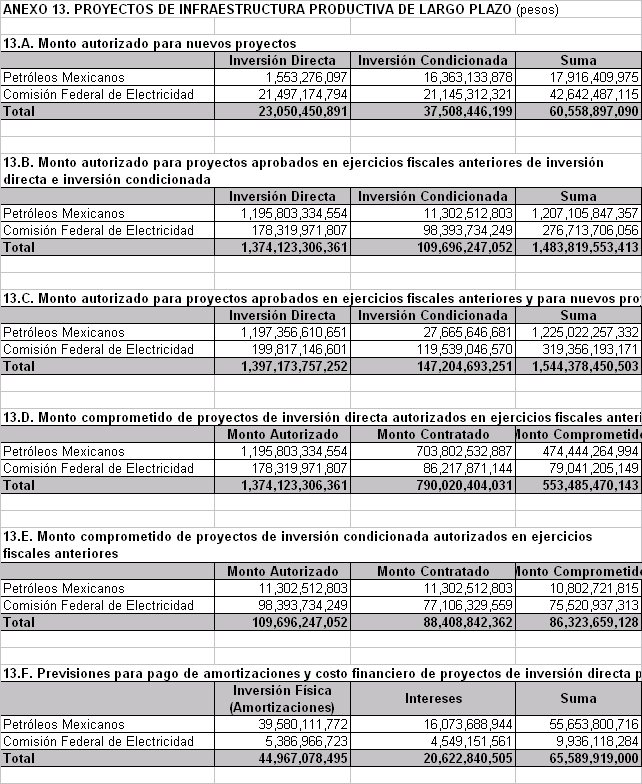 ANEXO 13. PROYECTOS DE INFRAESTRUCTURA PRODUCTIVA DE LARGO PLAZO (pesos)
13.A. Monto autorizado para nuevos proyectos
Inversión Directa Inversión Condicionada Suma
Petróleos Mexicanos 1,553,276,097 16,363,133,878 17,916,409,975
Comisión Federal de Electricidad 21,497,174,794 21,145,312,321 42,642,487,115
Total 23,050,450,891 37,508,446,199 60,558,897,090
13.B. Monto autorizado para proyectos aprobados en ejercicios fiscales anteriores de inversión
directa e inversión condicionada
Inversión Directa Inversión Condicionada Suma
Petróleos Mexicanos 1,195,803,334,554 11,302,512,803 1,207,105,847,357
Comisión Federal de Electricidad 178,319,971,807 98,393,734,249 276,713,706,056
Total 1,374,123,306,361 109,696,247,052 1,483,819,553,413
13.C. Monto autorizado para proyectos aprobados en ejercicios fiscales anteriores y para nuevos pro
Inversión Directa Inversión Condicionada Suma
Petróleos Mexicanos 1,197,356,610,651 27,665,646,681 1,225,022,257,332
Comisión Federal de Electricidad 199,817,146,601 119,539,046,570 319,356,193,171
Total 1,397,173,757,252 147,204,693,251 1,544,378,450,503
13.D. Monto comprometido de proyectos de inversión directa autorizados en ejercicios fiscales anteri
Monto Autorizado Monto Contratado Monto Comprometido
Petróleos Mexicanos 1,195,803,334,554 703,802,532,887 474,444,264,994
Comisión Federal de Electricidad 178,319,971,807 86,217,871,144 79,041,205,149
Total 1,374,123,306,361 790,020,404,031 553,485,470,143
13.E. Monto comprometido de proyectos de inversión condicionada autorizados en ejercicios
fiscales anteriores
Monto Autorizado Monto Contratado Monto Comprometido
Petróleos Mexicanos 11,302,512,803 11,302,512,803 10,802,721,815
Comisión Federal de Electricidad 98,393,734,249 77,106,329,559 75,520,937,313
Total 109,696,247,052 88,408,842,362 86,323,659,128
13.F. Previsiones para pago de amortizaciones y costo financiero de proyectos de inversión directa p
Inversión Física
(Amortizaciones) Intereses Suma
Petróleos Mexicanos 39,580,111,772 16,073,688,944 55,653,800,716
Comisión Federal de Electricidad 5,386,966,723 4,549,151,561 9,936,118,284
Total 44,967,078,495 20,622,840,505 65,589,919,000